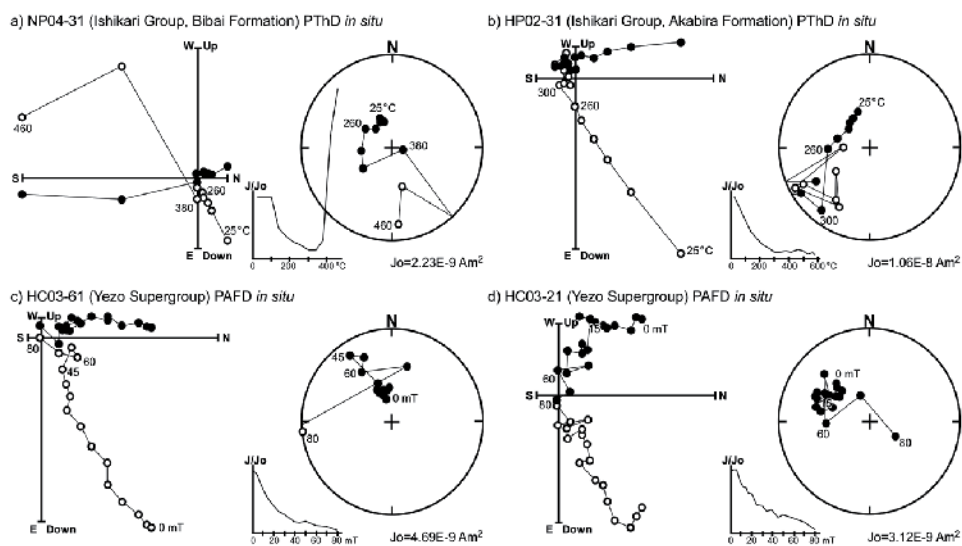 a) NP04-31 (Ishikari Group, Bibai Formation) PThD in situ
W Up
N
460
25°C
260
380
S N
260
380
460
25°C
E Down
J/Jo
0 200 400 °C
Jo=2.23E-9 Am²
b) HP02-31 (Ishikari Group, Akabira Formation) PThD in situ
W Up
N
S N
300
260
25°C
260
300
25°C
E Down
J/Jo
0 200 400 600 °C
Jo=1.06E-8 Am²
c) HC03-61 (Yezo Supergroup) PAFD in situ
W Up
N
S N
80
60
45
45
60
0 mT
80
0 mT
E Down
J/Jo
0 20 40 60 80 mT
Jo=4.69E-9 Am²
d) HC03-21 (Yezo Supergroup) PAFD in situ
W Up
N
15
0 mT
60
S N
80
0 mT
45
60
80
E Down
J/Jo
0 20 40 60 80 mT
Jo=3.12E-9 Am²